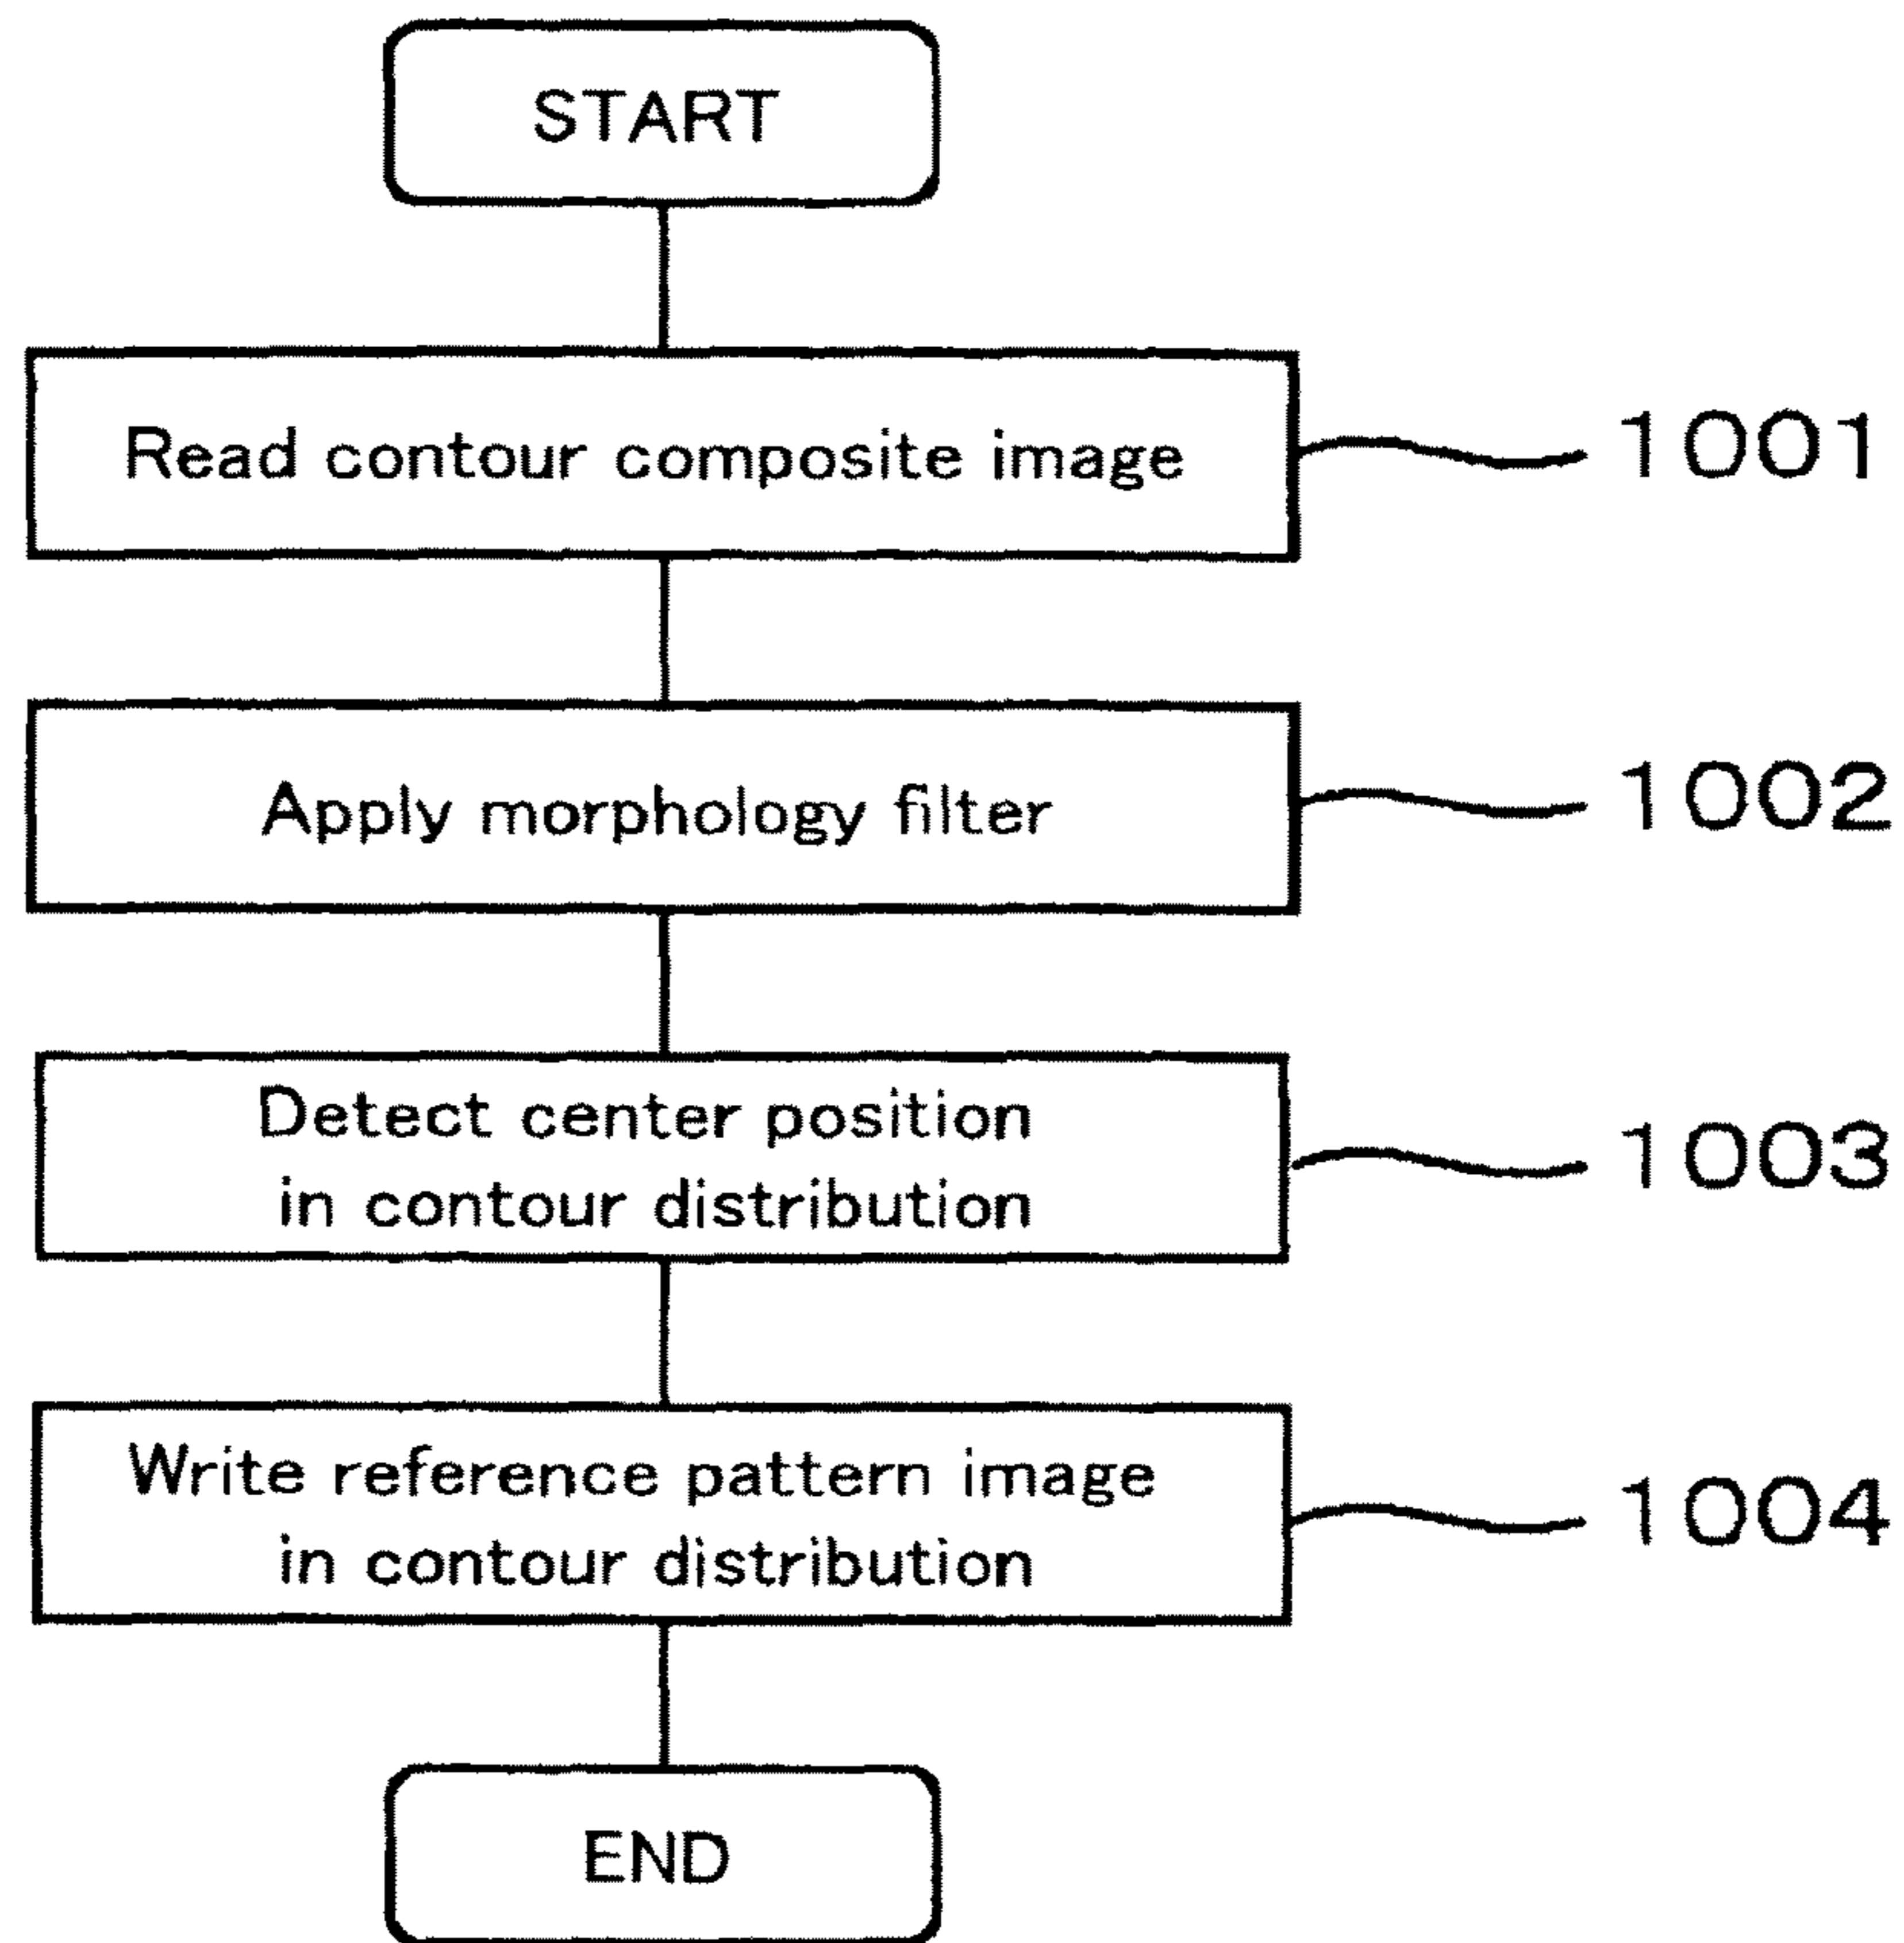 START
Read contour composite image
1001
Apply morphology filter
1002
Detect center position
in contour distribution
1003
Write reference pattern image
in contour distribution
1004
END